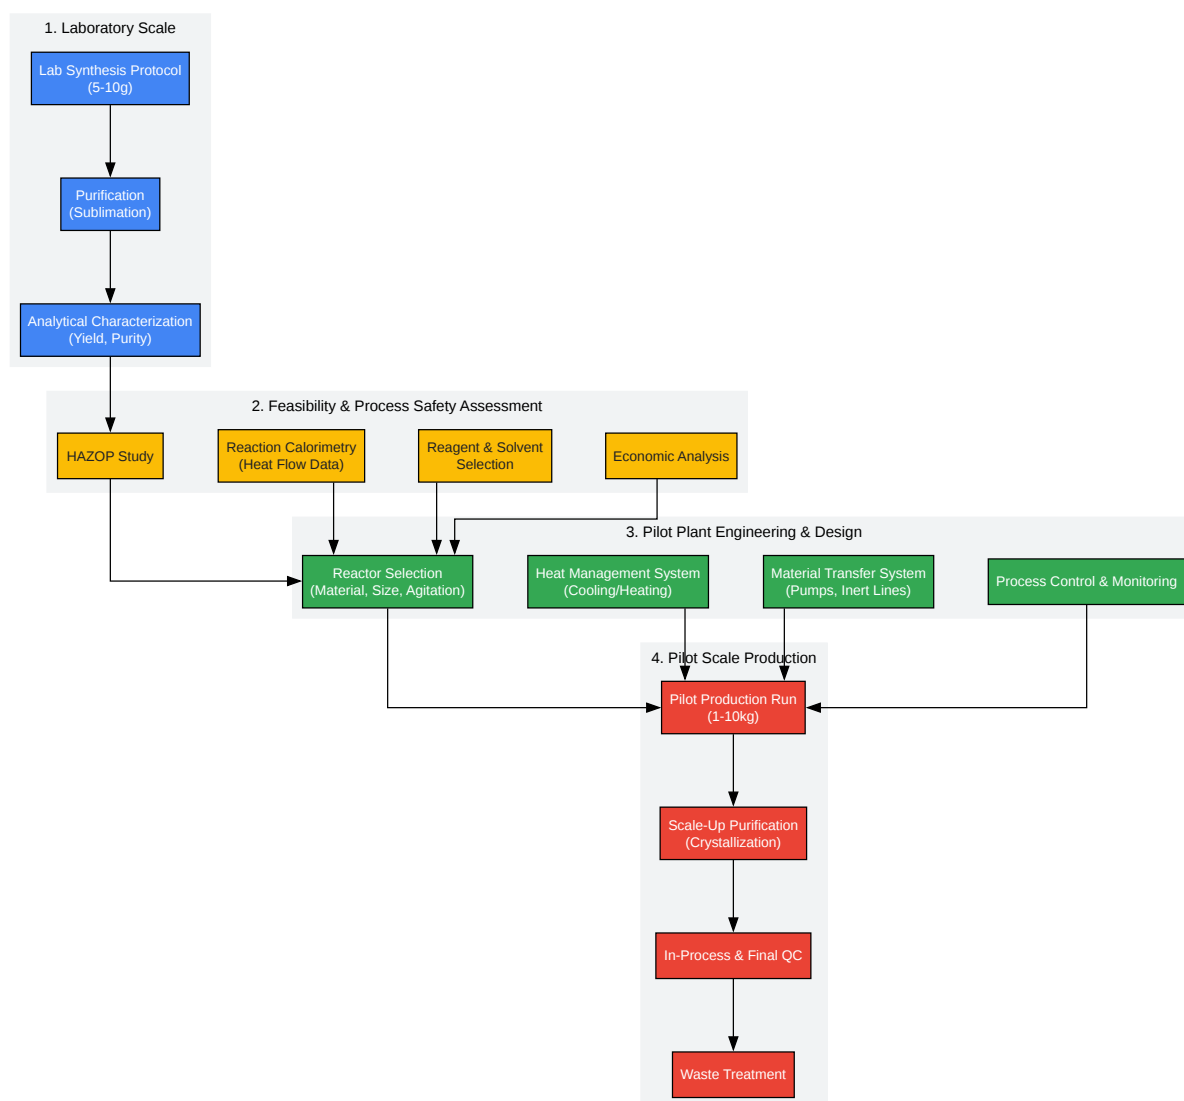 1. Laboratory Scale
Lab Synthesis Protocol
(5-10g)
Purification
(Sublimation)
Analytical Characterization
(Yield, Purity)
2. Feasibility & Process Safety Assessment
HAZOP Study
Reaction Calorimetry
(Heat Flow Data)
Reagent & Solvent
Selection
Economic Analysis
3. Pilot Plant Engineering & Design
Reactor Selection
(Material, Size, Agitation)
Heat Management System
(Cooling/Heating)
Material Transfer System
(Pumps, Inert Lines)
Process Control & Monitoring
4. Pilot Scale Production
Pilot Production Run
(1-10kg)
Scale-Up Purification
(Crystallization)
In-Process & Final QC
Waste Treatment